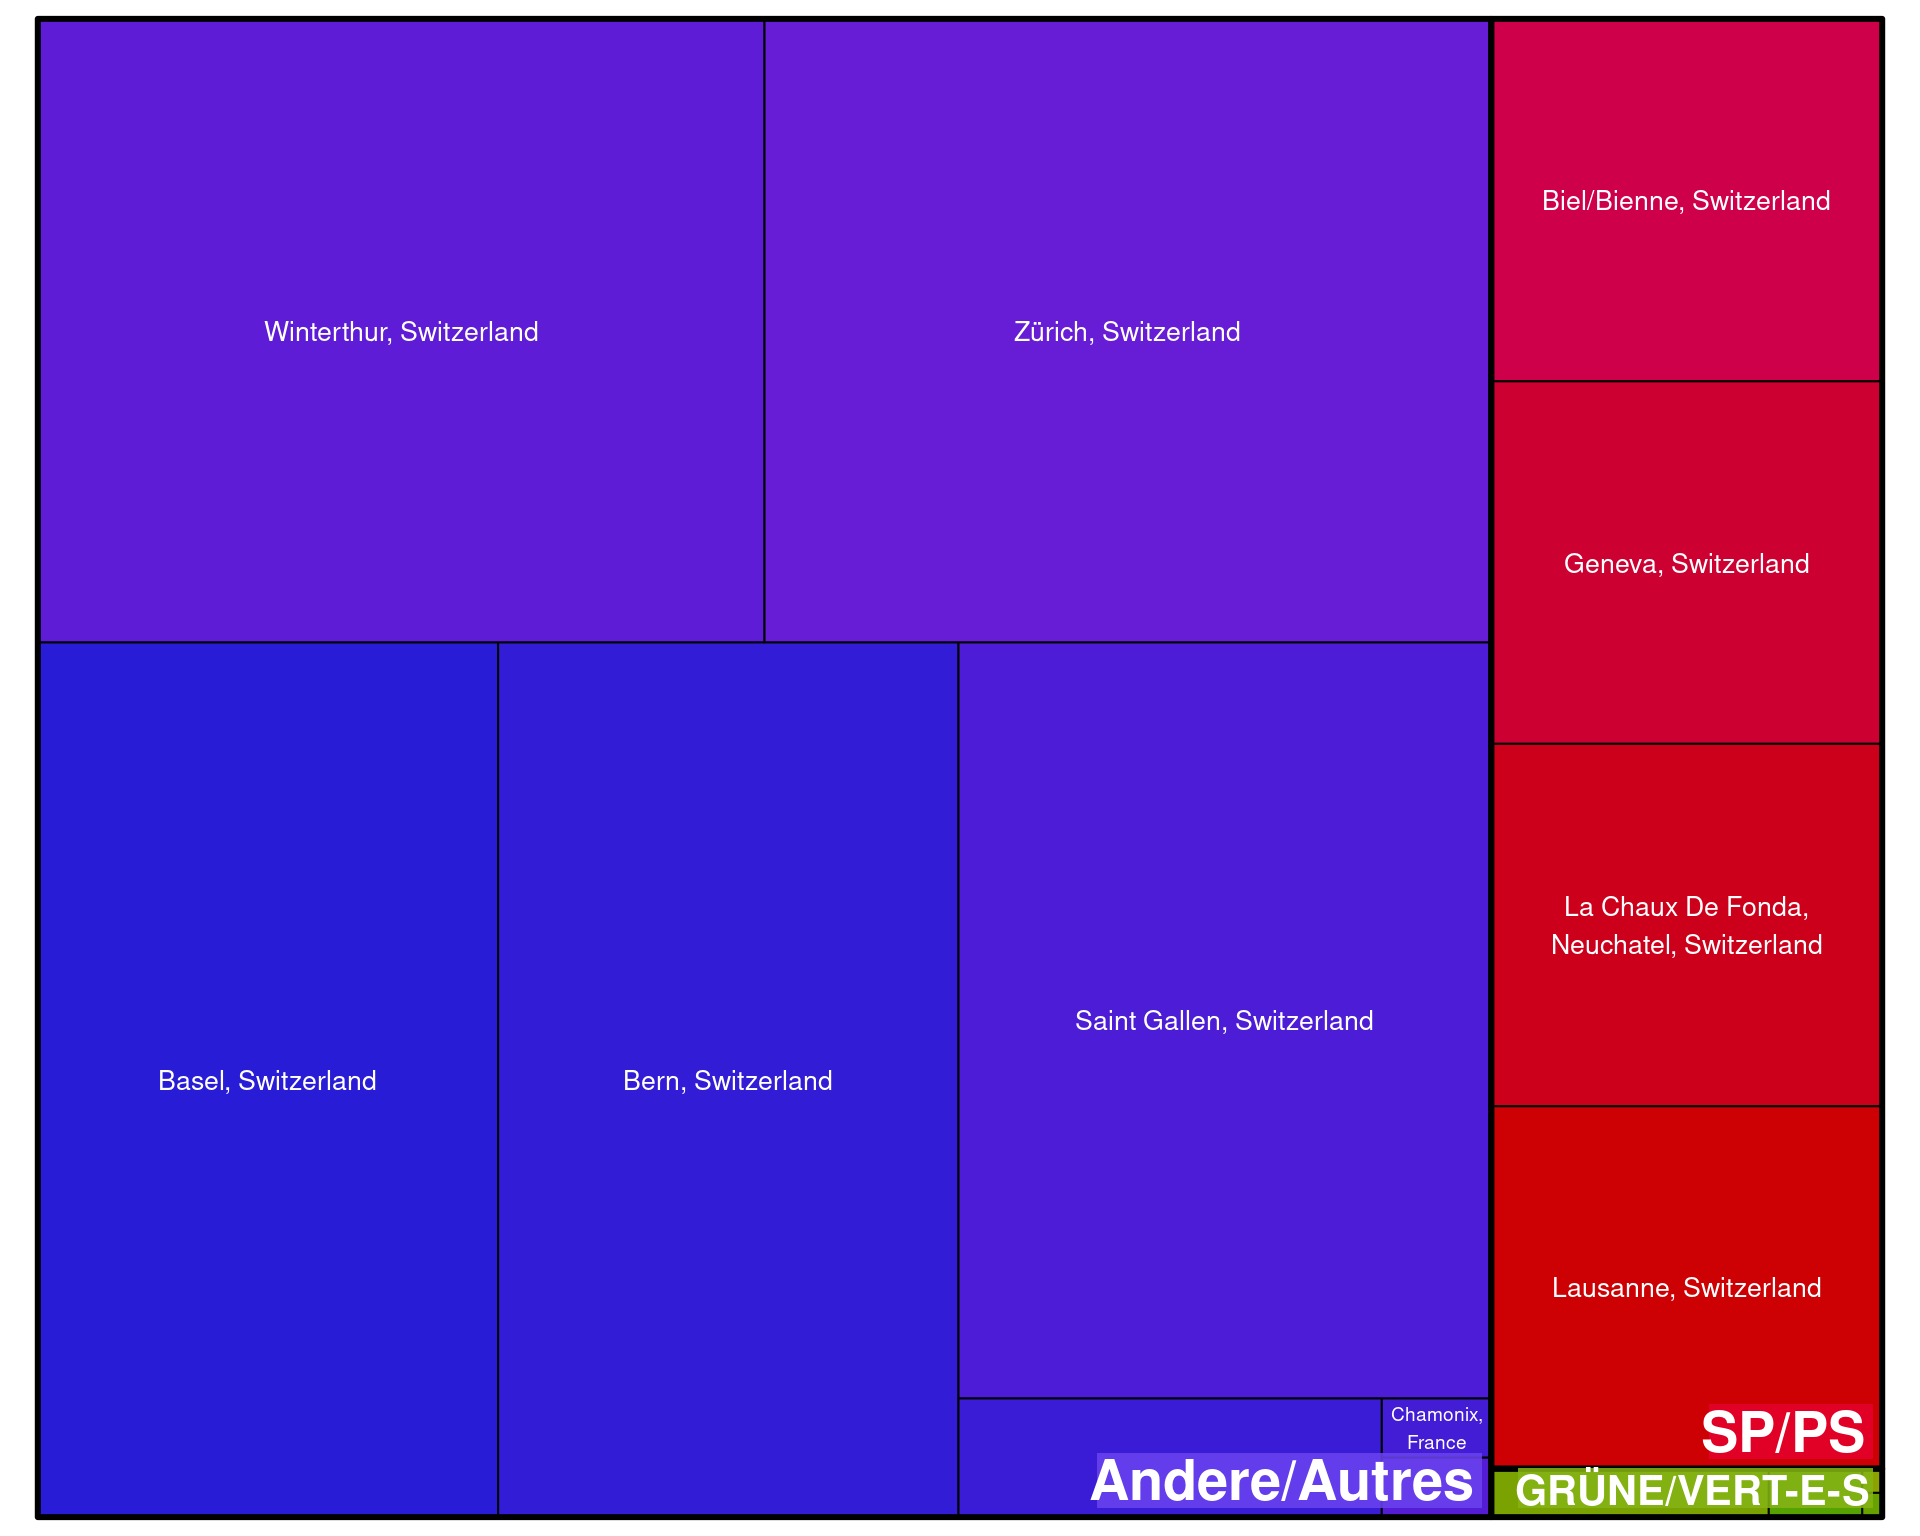 Winterthur, Switzerland
Zürich, Switzerland
Biel/Bienne, Switzerland
Geneva, Switzerland
La Chaux De Fonda,
Neuchatel, Switzerland
Basel, Switzerland
Bern, Switzerland
Saint Gallen, Switzerland
Lausanne, Switzerland
Chamonix,
France
SP/PS
Andere/Autres
GRÜNE/VERT-E-S